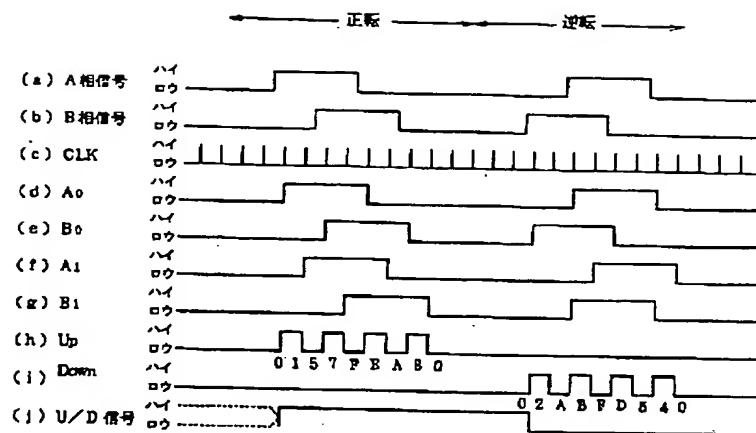 正転 逆転
(a) A相信号 ハイ ロウ
(b) B相信号 ハイ ロウ
(c) CLK ハイ ロウ
(d) A0 ハイ ロウ
(e) B0 ハイ ロウ
(f) A1 ハイ ロウ
(g) B1 ハイ ロウ
(h) Up ハイ ロウ
0 1 5 7 F E A 8 0
(i) Down ハイ ロウ
0 2 A B F D 5 4 0
(j) U/D 信号 ハイ ロウ